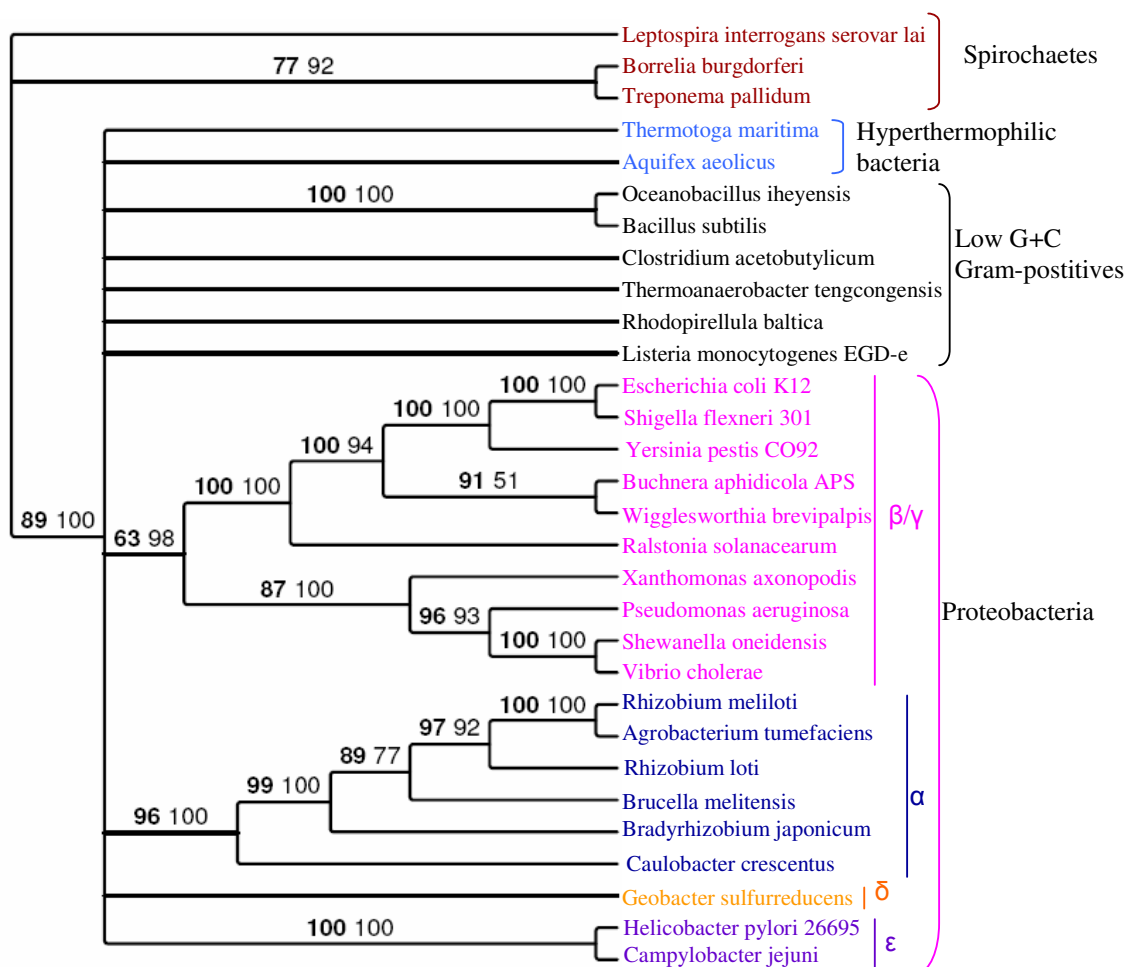 Leptospira interrogans serovar lai
Spirochaetes
77 92
Borrelia burgdorferi
Treponema pallidum
Thermotoga maritima
Hyperthermophilic
bacteria
Aquifex aeolicus
100 100
Oceanobacillus iheyensis
Bacillus subtilis
Low G+C
Gram-postitives
Clostridium acetobutylicum
Thermoanaerobacter tengcongensis
Rhodopirellula baltica
Listeria monocytogenes EGD-e
100 100
Escherichia coli K12
100 100
Shigella flexneri 301
100 94
Yersinia pestis CO92
91 51
Buchnera aphidicola APS
100 100
Wigglesworthia brevipalpis
β/γ
89 100
63 98
Ralstonia solanacearum
87 100
Xanthomonas axonopodis
96 93
Pseudomonas aeruginosa
Proteobacteria
100 100
Shewanella oneidensis
Vibrio cholerae
100 100
Rhizobium meliloti
97 92
Agrobacterium tumefaciens
89 77
Rhizobium loti
99 100
Brucella melitensis
α
96 100
Bradyrhizobium japonicum
Caulobacter crescentus
Geobacter sulfurreducens
δ
100 100
Helicobacter pylori 26695
Campylobacter jejuni
ε